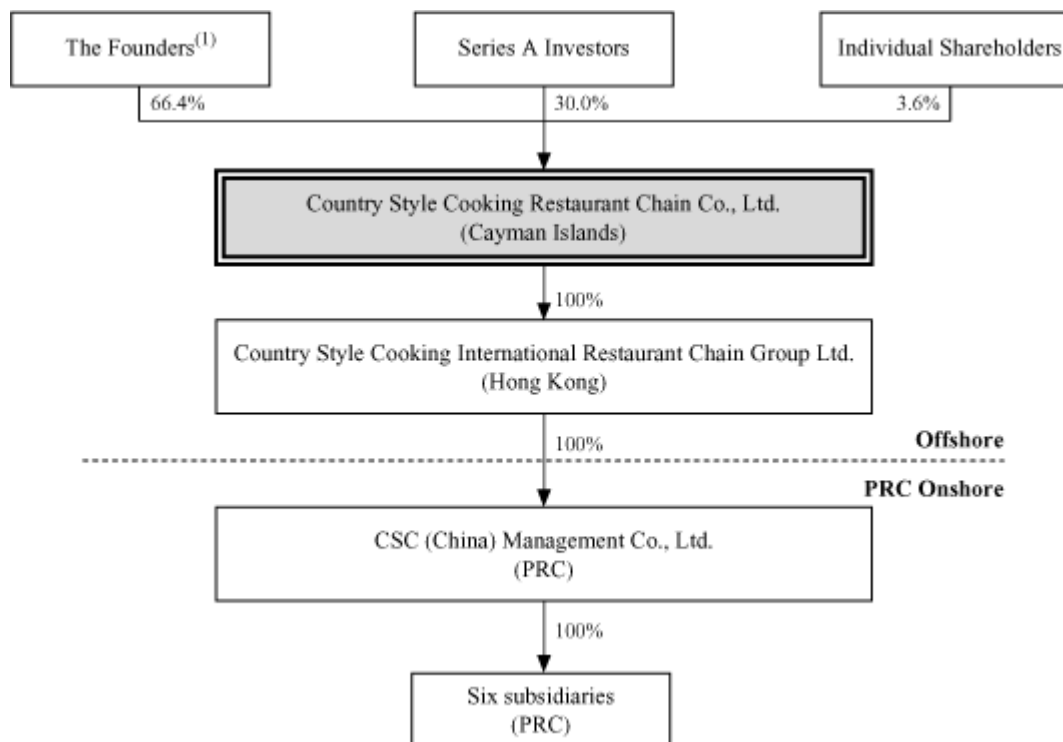 The Founders(1)
Series A Investors
Individual Shareholders
66.4%
30.0%
3.6%
Country Style Cooking Restaurant Chain Co., Ltd.
(Cayman Islands)
100%
Country Style Cooking International Restaurant Chain Group Ltd.
(Hong Kong)
100%
Offshore
PRC Onshore
CSC (China) Management Co., Ltd.
(PRC)
100%
Six subsidiaries
(PRC)